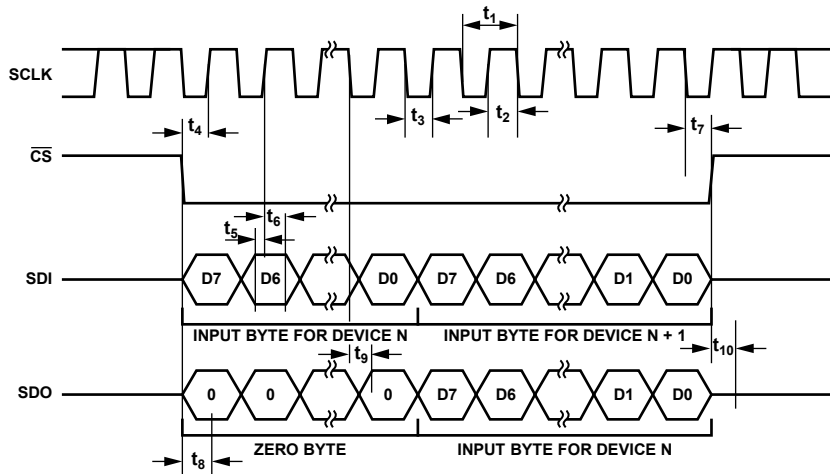 t1
SCLK
t4
t3
t2
t7
CS
t6
t5
SDI
D7
D6
D0
D7
D6
D1
D0
INPUT BYTE FOR DEVICE N
INPUT BYTE FOR DEVICE N + 1
t9
t10
SDO
0
0
0
D7
D6
D1
D0
ZERO BYTE
INPUT BYTE FOR DEVICE N
t8